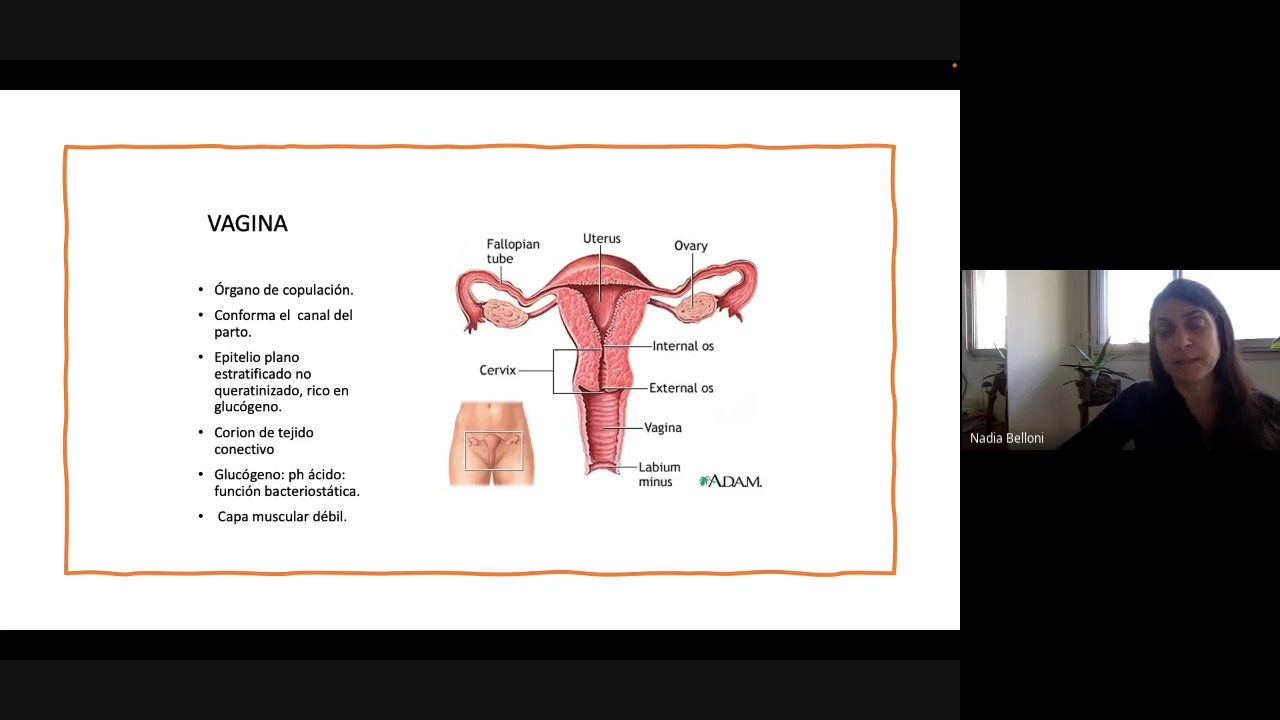 VAGINA
• Órgano de copulación.
• Conforma el canal del
parto.
• Epitelio plano
estratificado no
queratinizado, rico en
glucógeno.
• Corion de tejido
conectivo
• Glucógeno: ph ácido:
función bacteriostática.
• Capa muscular débil.
Fallopian
tube
Uterus
Ovary
Internal os
Cervix
External os
Vagina
Labium
minus
A.D.A.M.
Nadia Belloni